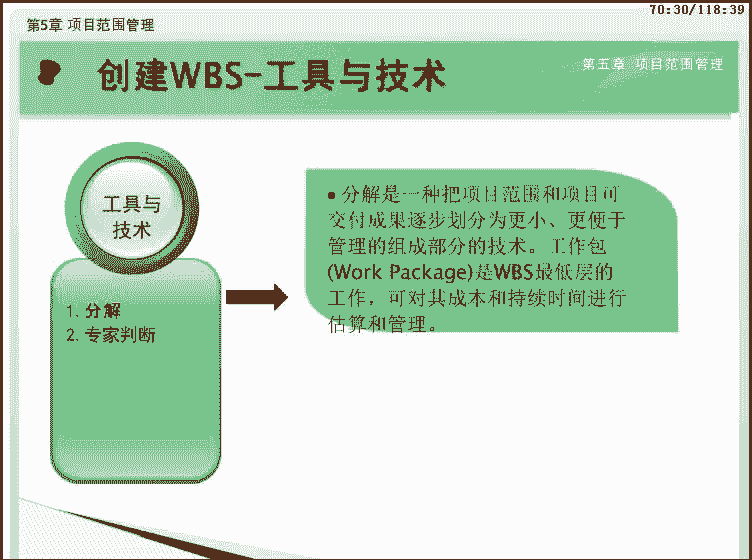 70:30/118:39
第5章 项目范围管理
创建WBS-工具与技术
第五章 项目范围管理
工具与
技术
1. 分解
2. 专家判断
• 分解是一种把项目范围和项目可
交付成果逐步划分为更小、更便于
管理的组成部分的技术。工作包
(Work Package)是WBS最低层的
工作，可对其成本和持续时间进行
估算和管理。